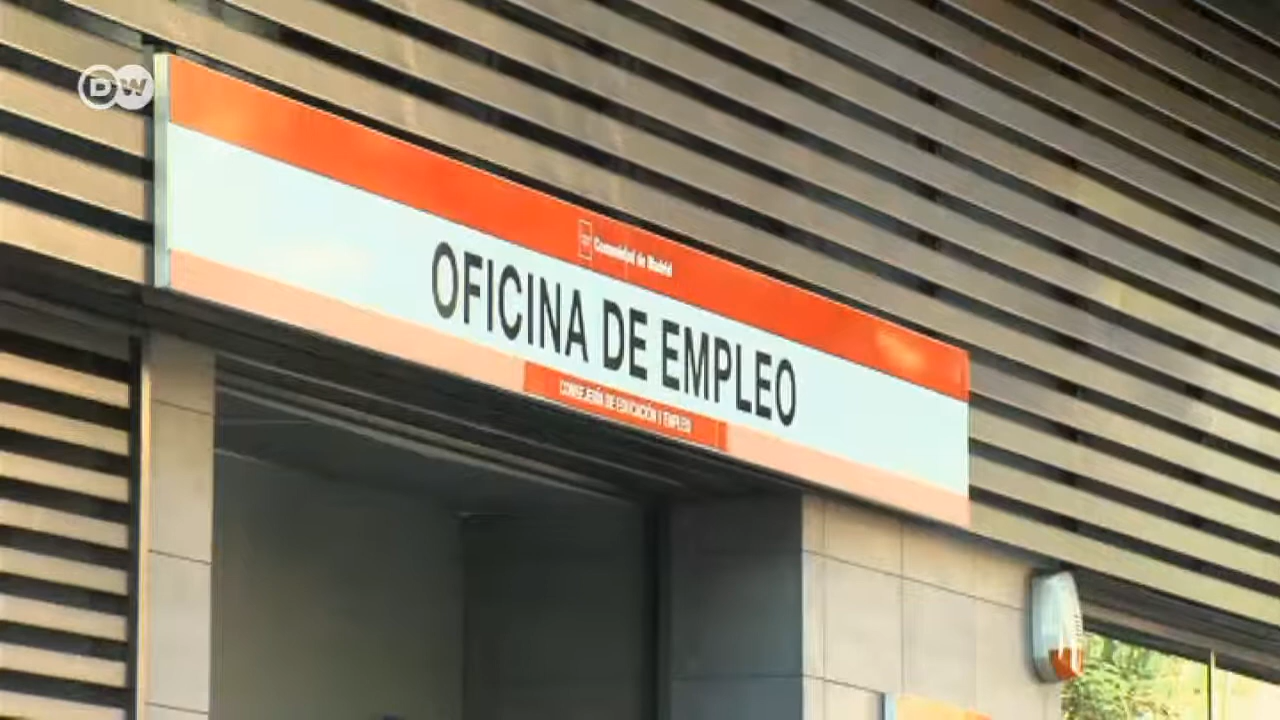 DW
Comunidad de Madrid
OFICINA DE EMPLEO
CONSEJERÍA DE EDUCACIÓN Y EMPLEO